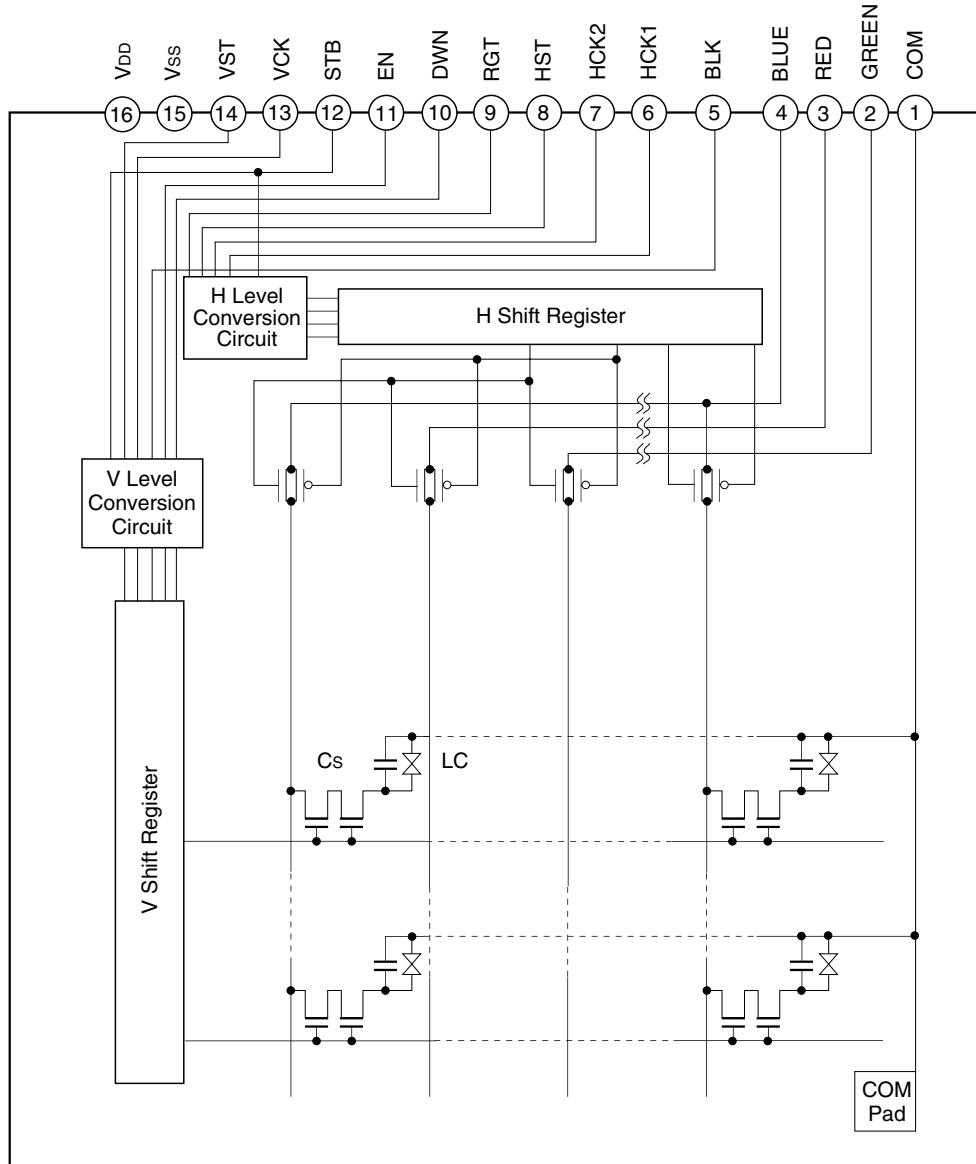 VDD
VSS
VST
VCK
STB
EN
DWN
RGT
HST
HCK2
HCK1
BLK
BLUE
RED
GREEN
COM
16
15
14
13
12
11
10
9
8
7
6
5
4
3
2
1
H Level
Conversion
Circuit
H Shift Register
V Level
Conversion
Circuit
V Shift Register
Cs
LC
COM
Pad